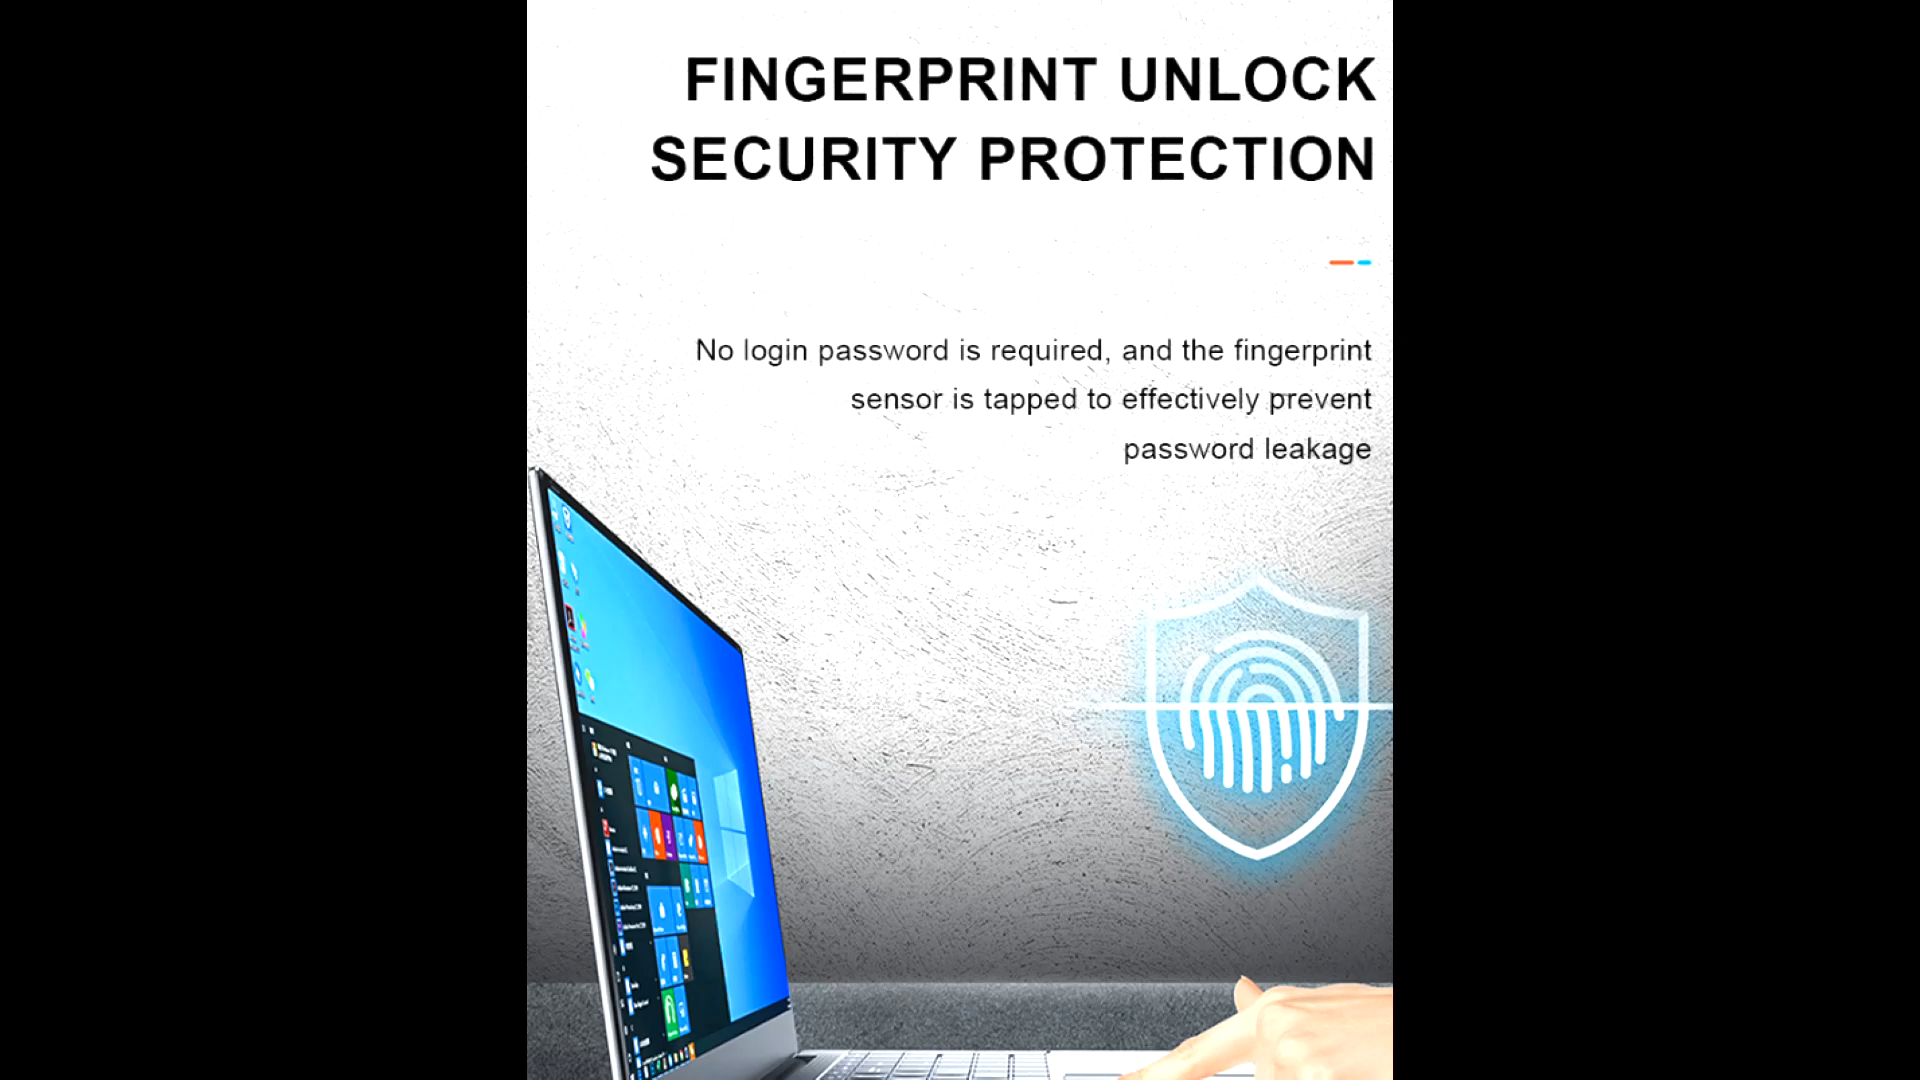 FINGERPRINT UNLOCK
SECURITY PROTECTION
No login password is required, and the fingerprint
sensor is tapped to effectively prevent
password leakage